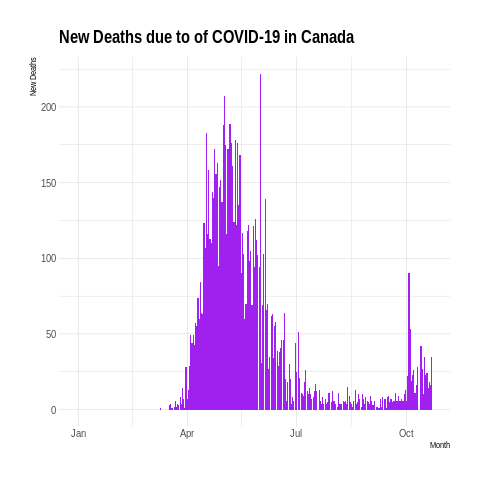 New Deaths due to of COVID-19 in Canada
New Deaths
200
150
100
50
0
Jan
Apr
Jul
Oct
Month